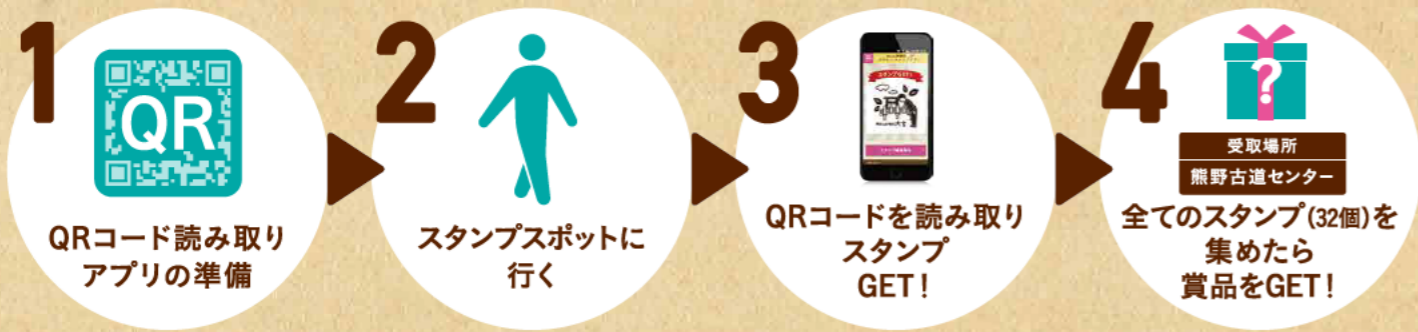 1
QR
QRコード読み取り
アプリの準備
2
スタンプスポットに
行く
3
QRコードを読み取り
スタンプ
GET!
4
?
受取場所
熊野古道センター
全てのスタンプ(32個)を
集めたら
賞品をGET!